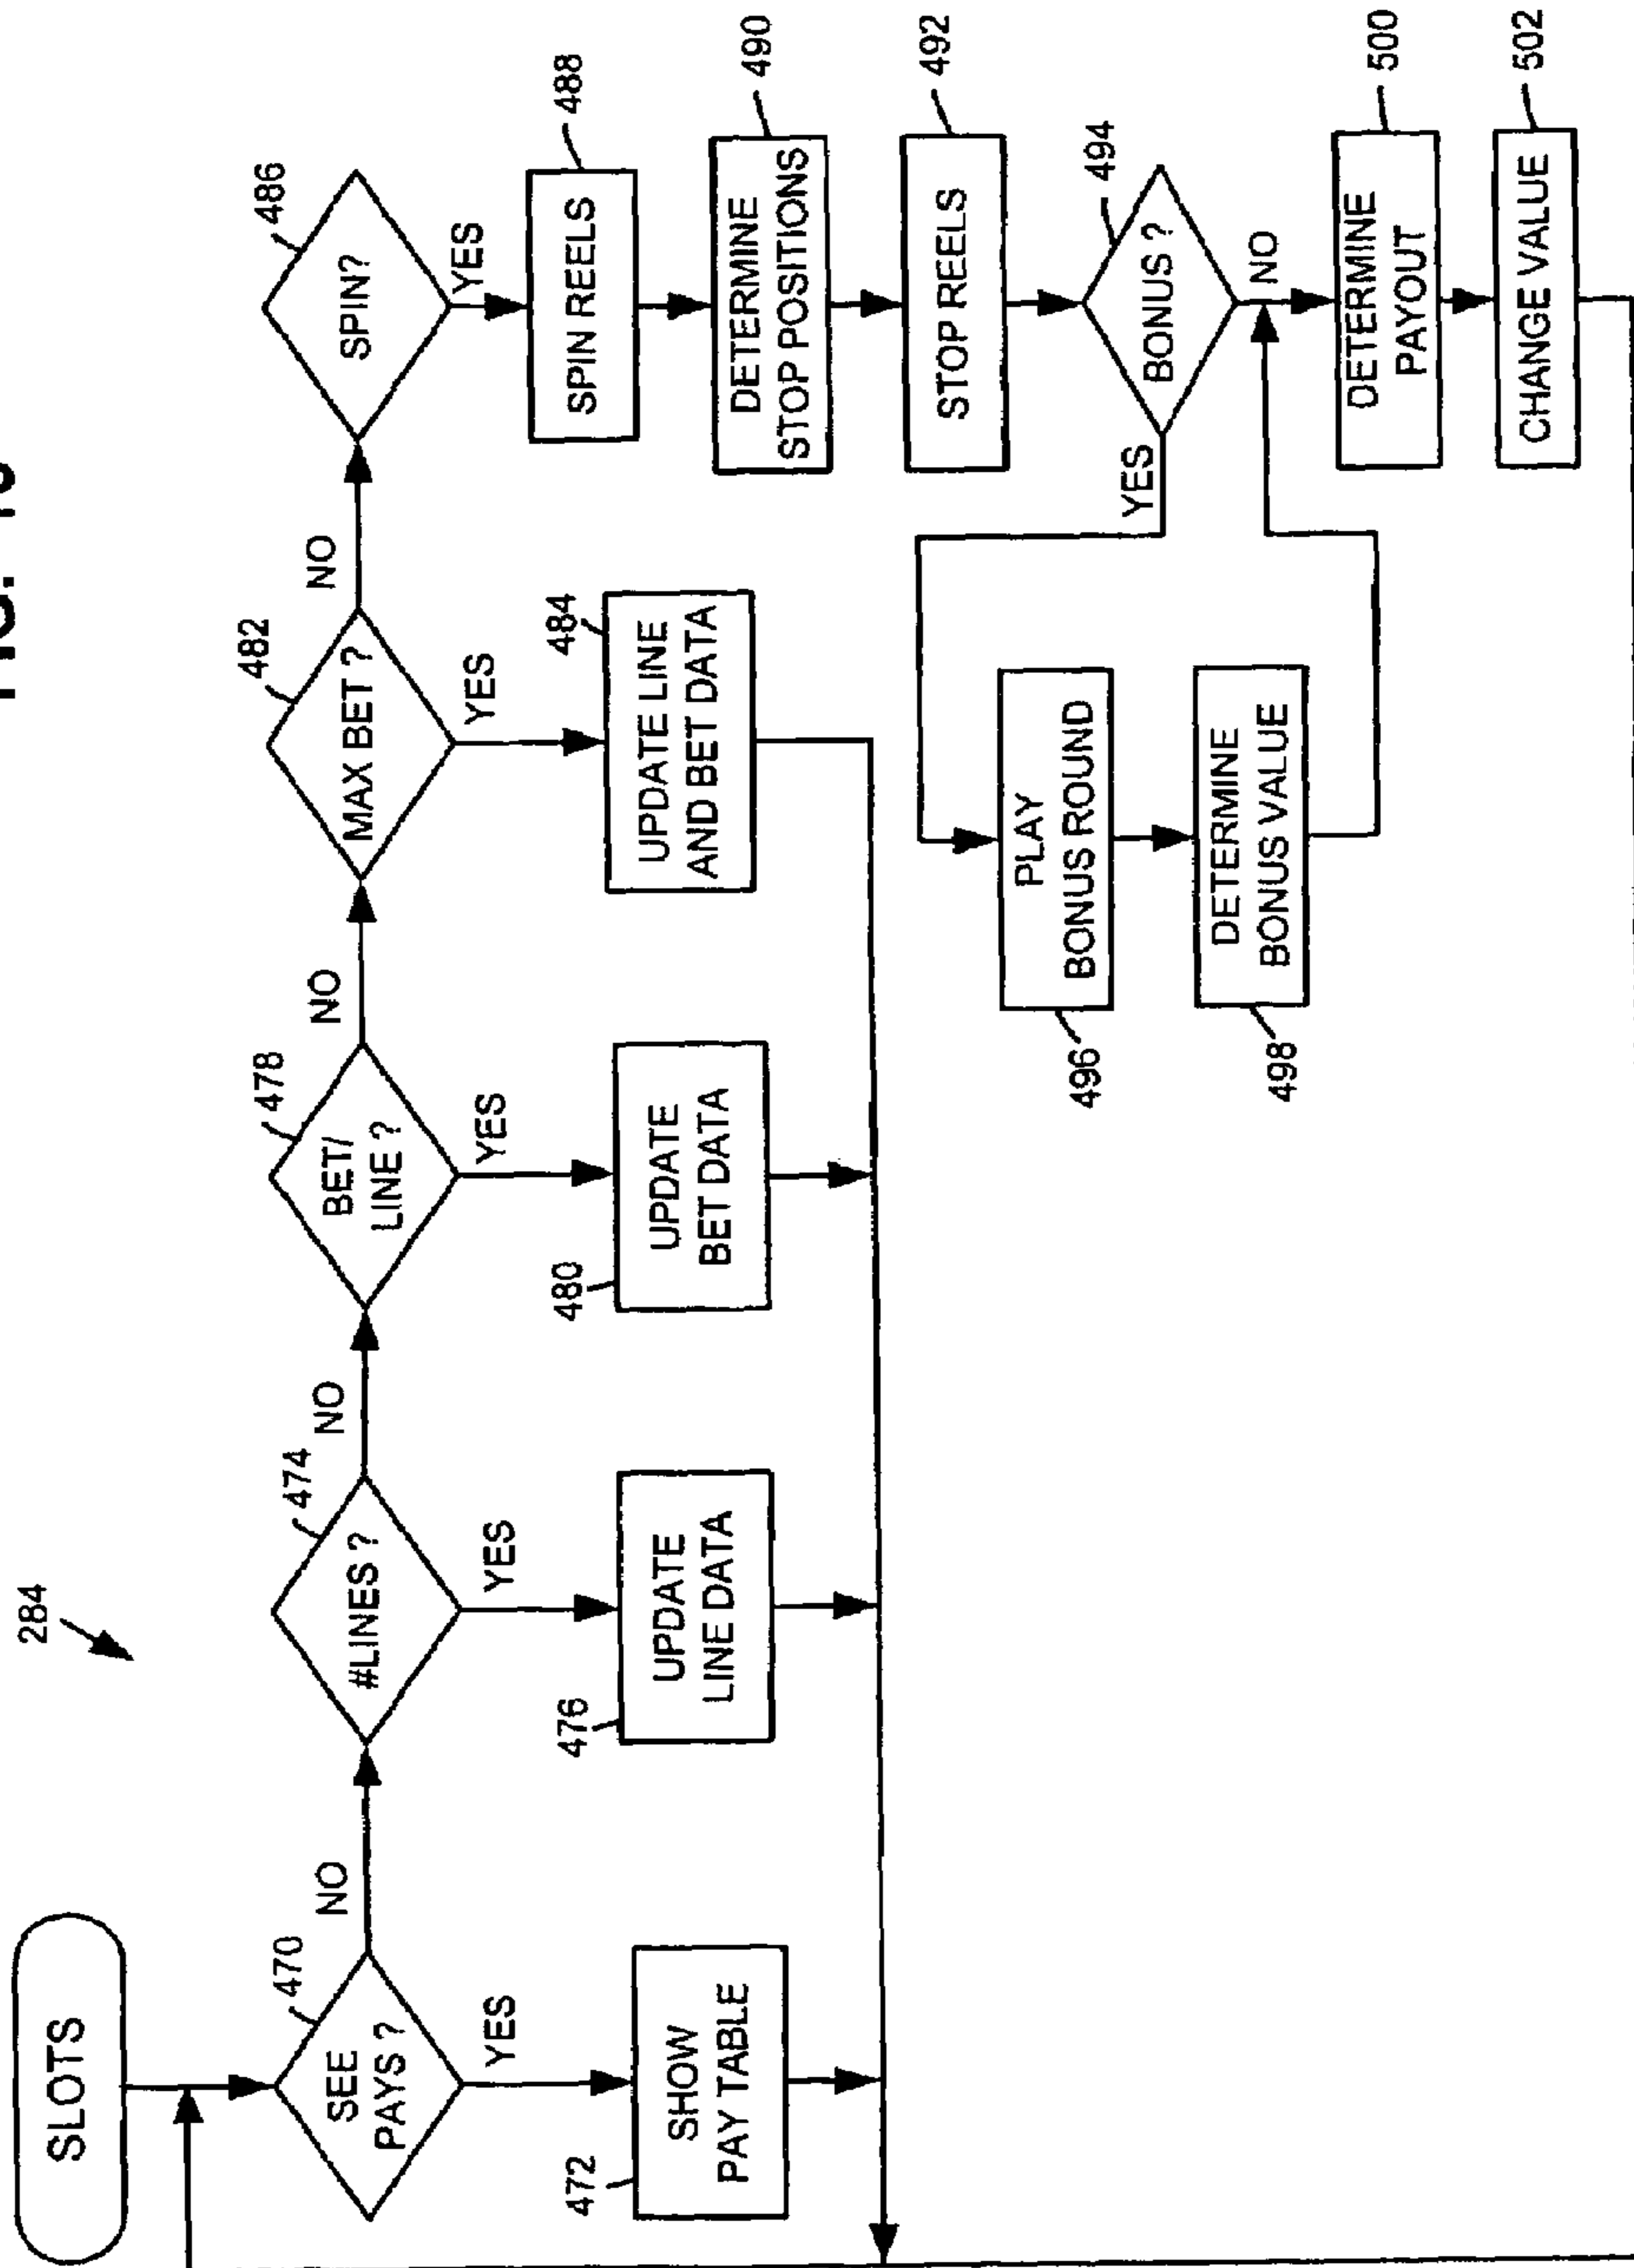 284
SLOTS
470
SEE
PAYS ?
NO
YES
472
SHOW
PAY TABLE
474
#LINES ?
NO
YES
476
UPDATE
LINE DATA
478
BET/
LINE ?
NO
YES
480
UPDATE
BET DATA
482
MAX BET ?
NO
YES
484
UPDATE LINE
AND BET DATA
486
SPIN?
YES
488
SPIN REELS
490
DETERMINE
STOP POSITIONS
492
STOP REELS
494
BONUS ?
YES
NO
496
PLAY
BONUS ROUND
498
DETERMINE
BONUS VALUE
500
DETERMINE
PAYOUT
502
CHANGE VALUE